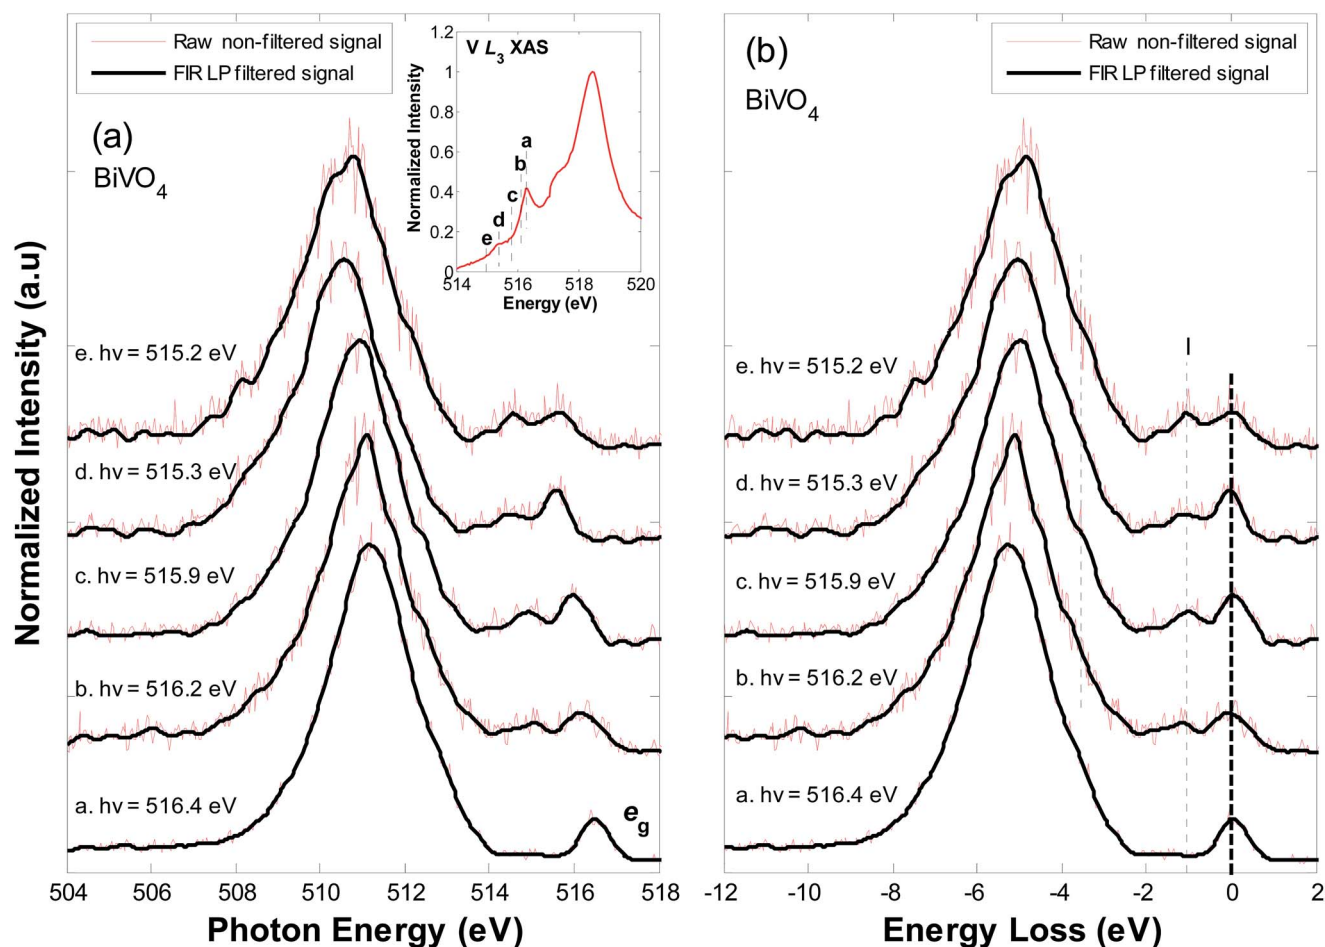 Raw non-filtered signal
FIR LP filtered signal
(a)
BiVO4
V L3 XAS
Normalized Intensity
1.2
1
0.8
0.6
0.4
0.2
0
a
b
c
d
e
514 516 518 520
Energy (eV)
e. hν = 515.2 eV
d. hν = 515.3 eV
c. hν = 515.9 eV
b. hν = 516.2 eV
a. hν = 516.4 eV
eg
Normalized Intensity (a.u)
504 506 508 510 512 514 516 518
Photon Energy (eV)
(b)
BiVO4
Raw non-filtered signal
FIR LP filtered signal
I
e. hν = 515.2 eV
d. hν = 515.3 eV
c. hν = 515.9 eV
b. hν = 516.2 eV
a. hν = 516.4 eV
-12 -10 -8 -6 -4 -2 0 2
Energy Loss (eV)